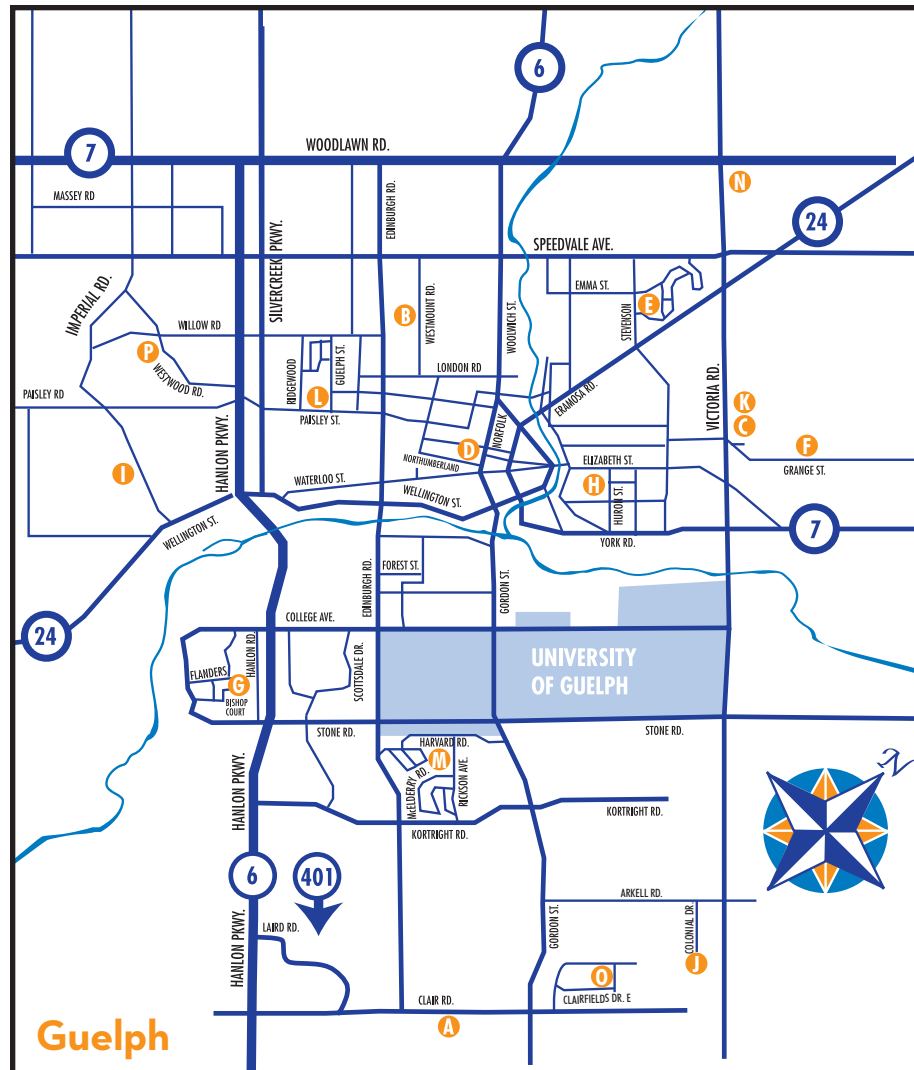 6
7
WOODLAWN RD.
N
MASSEY RD
EDINBURGH RD.
24
SILVERCREEK PKWY.
SPEEDVALE AVE.
IMPERIAL RD.
EMMA ST.
E
STEVENSON
B
WESTMOUNT RD.
WOOLWICH ST.
WILLOW RD
P
WESTWOOD RD.
RIDGEWOOD
GUELPH ST.
LONDON RD
VICTORIA RD.
ERAMOSA RD.
PAISLEY RD
L
PAISLEY ST.
K
C
NORFOLK
D
NORTHUMBERLAND
F
GRANGE ST.
HANLON PKWY.
I
ELIZABETH ST.
H
HURON ST.
WATERLOO ST.
WELLINGTON ST.
WELLINGTON ST.
7
YORK RD.
EDINBURGH RD.
FOREST ST.
GORDON ST.
24
COLLEGE AVE.
HANLON RD.
SCOTTSDALE DR.
UNIVERSITY
OF GUELPH
FLANDERS
G
BISHOP
COURT
STONE RD.
STONE RD.
HARVARD RD.
M
McELDERRY RD.
RICKSON AVE.
N
HANLON PKWY.
KORTRIGHT RD.
KORTRIGHT RD.
6
401
ARKELL RD.
HANLON PKWY.
LAIRD RD.
GORDON ST.
COLONIAL DR.
J
O
CLAIRFIELDS DR. E
CLAIR RD.
A
Guelph